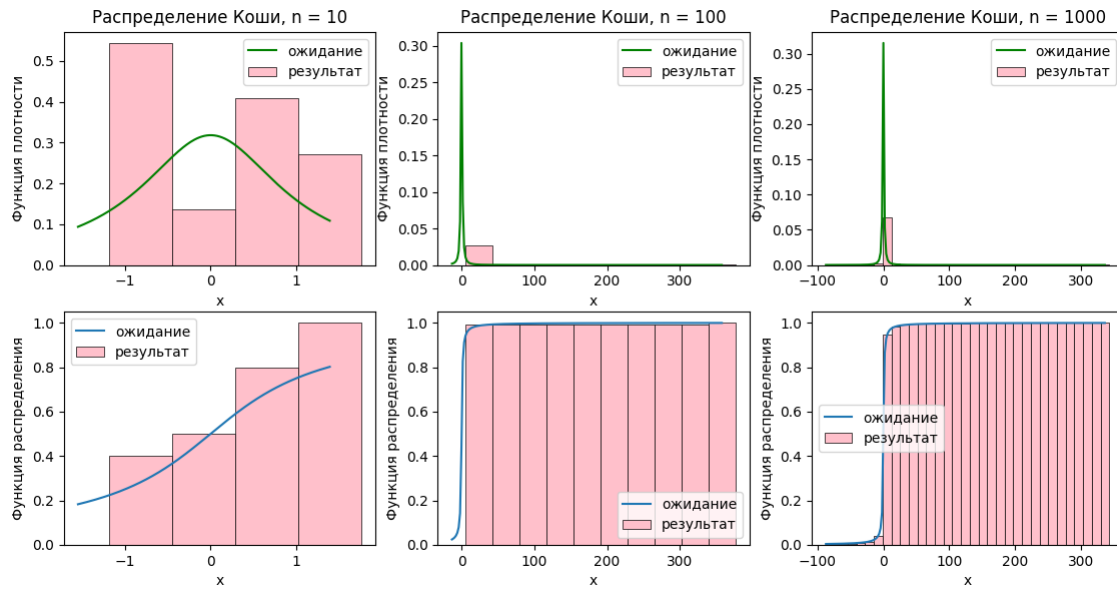 Распределение Коши, n = 10
Функция плотности
0.5
0.4
0.3
0.2
0.1
0.0
ожидание
результат
−1 0 1
x
Распределение Коши, n = 100
Функция плотности
0.30
0.25
0.20
0.15
0.10
0.05
0.00
ожидание
результат
0 100 200 300
x
Распределение Коши, n = 1000
Функция плотности
0.30
0.25
0.20
0.15
0.10
0.05
0.00
ожидание
результат
−100 0 100 200 300
x
Функция распределения
1.0
0.8
0.6
0.4
0.2
0.0
ожидание
результат
−1 0 1
x
Функция распределения
1.0
0.8
0.6
0.4
0.2
0.0
ожидание
результат
0 100 200 300
x
Функция распределения
1.0
0.8
0.6
0.4
0.2
0.0
ожидание
результат
−100 0 100 200 300
x